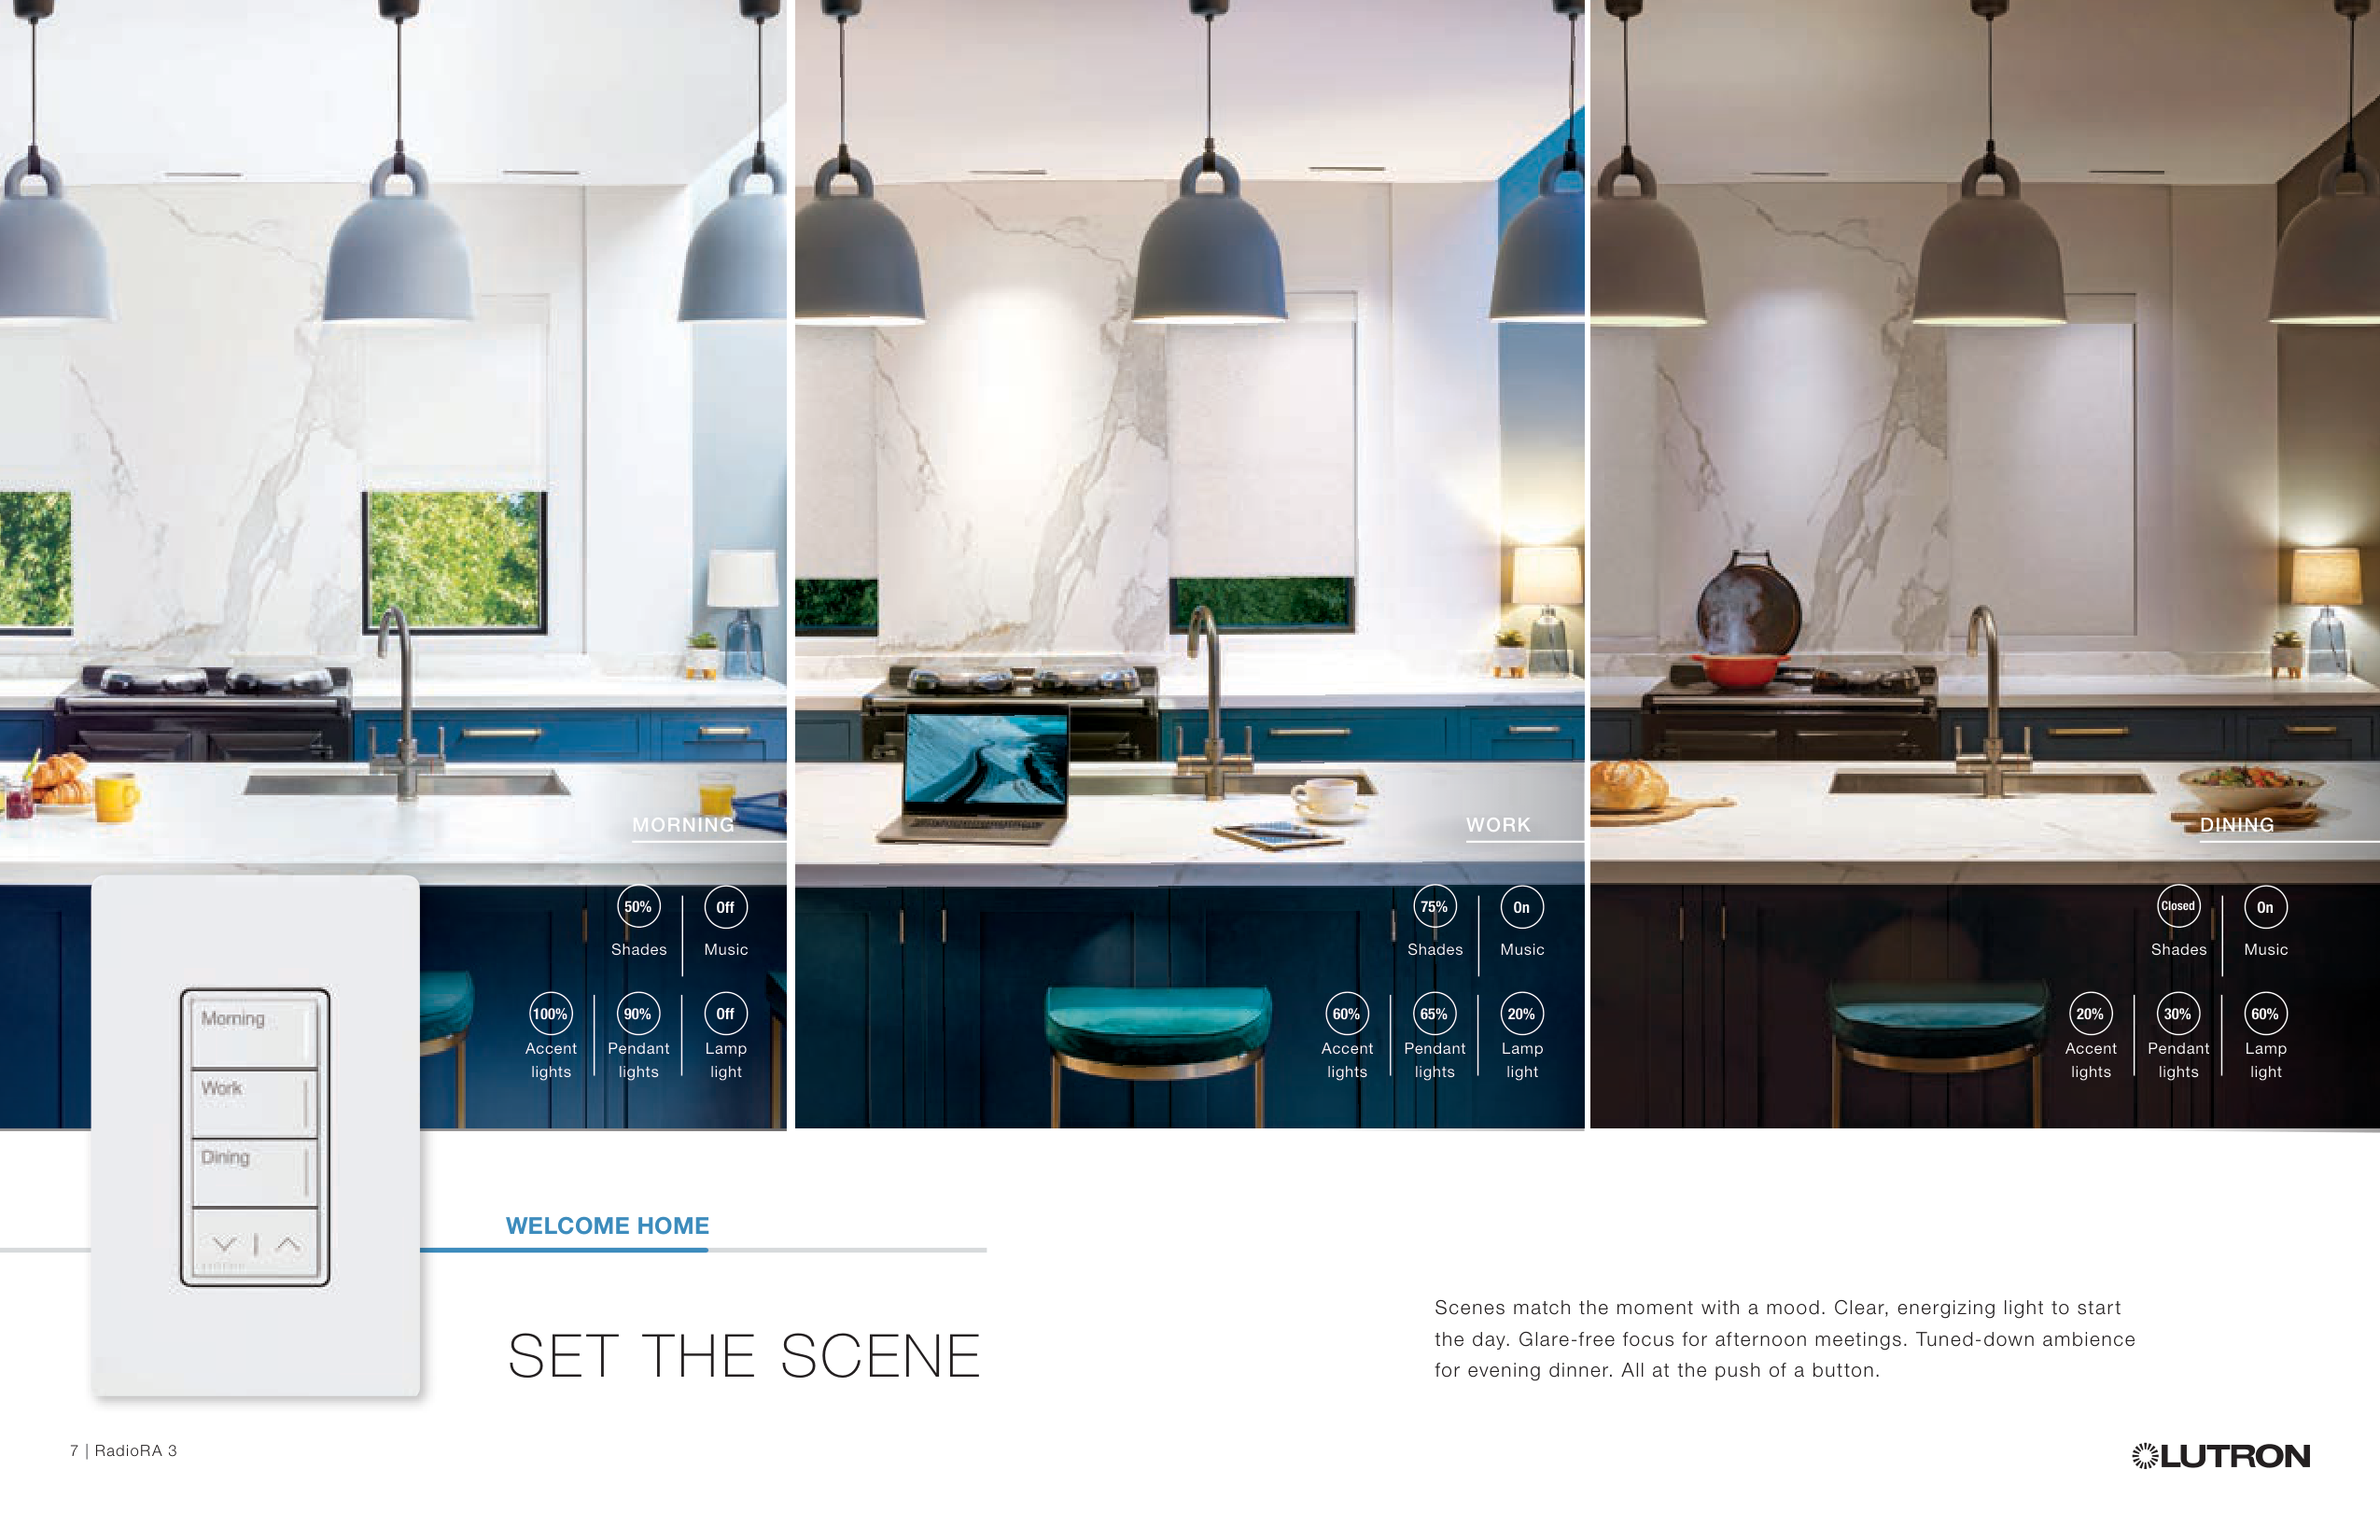 MORNING
50%
Off
Shades
Music
100%
90%
Off
Accent lights
Pendant lights
Lamp light
WORK
75%
On
Shades
Music
60%
65%
20%
Accent lights
Pendant lights
Lamp light
DINING
Closed
On
Shades
Music
20%
30%
60%
Accent lights
Pendant lights
Lamp light
Morning
Work
Dining
WELCOME HOME
SET THE SCENE
Scenes match the moment with a mood. Clear, energizing light to start
the day. Glare-free focus for afternoon meetings. Tuned-down ambience
for evening dinner. All at the push of a button.
7 | RadioRA 3
LUTRON